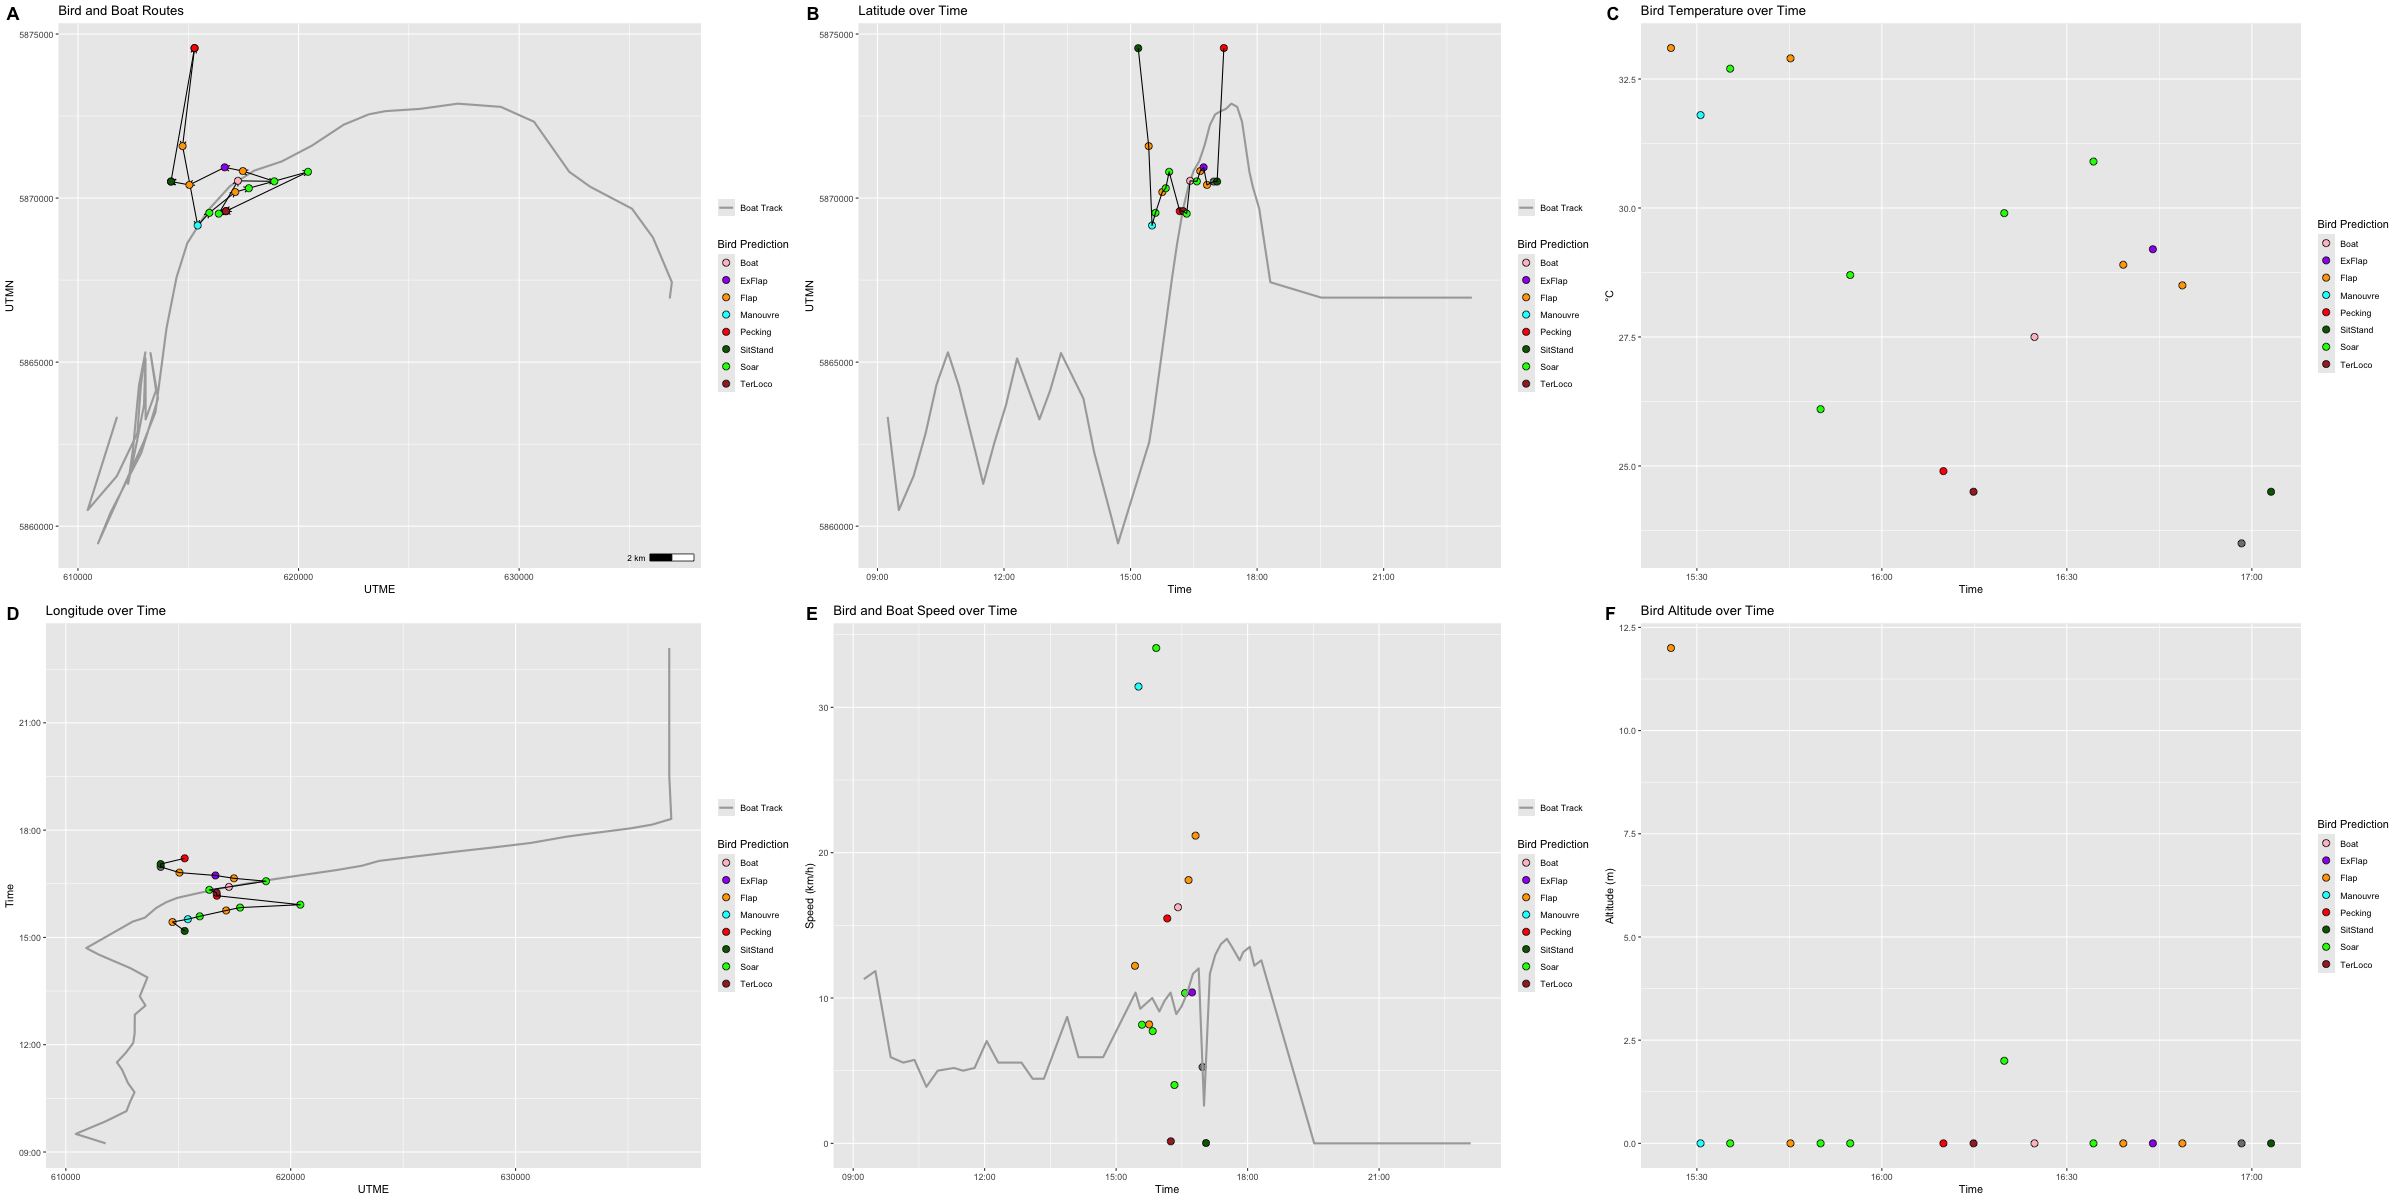 A Bird and Boat Routes
5875000
5870000
5865000
5860000
UTMN
610000 620000 630000
UTME
2 km
Boat Track
Bird Prediction
Boat
ExFlap
Flap
Manouvre
Pecking
SitStand
Soar
TerLoco
B Latitude over Time
5875000
5870000
5865000
5860000
UTMN
09:00 12:00 15:00 18:00 21:00
Time
Boat Track
Bird Prediction
Boat
ExFlap
Flap
Manouvre
Pecking
SitStand
Soar
TerLoco
C Bird Temperature over Time
32.5
30.0
27.5
25.0
°C
15:30 16:00 16:30 17:00
Time
Bird Prediction
Boat
ExFlap
Flap
Manouvre
Pecking
SitStand
Soar
TerLoco
D Longitude over Time
21:00
18:00
15:00
12:00
09:00
Time
610000 620000 630000
UTME
Boat Track
Bird Prediction
Boat
ExFlap
Flap
Manouvre
Pecking
SitStand
Soar
TerLoco
E Bird and Boat Speed over Time
30
20
10
0
Speed (km/h)
09:00 12:00 15:00 18:00 21:00
Time
Boat Track
Bird Prediction
Boat
ExFlap
Flap
Manouvre
Pecking
SitStand
Soar
TerLoco
F Bird Altitude over Time
12.5
10.0
7.5
5.0
2.5
0.0
Altitude (m)
15:30 16:00 16:30 17:00
Time
Bird Prediction
Boat
ExFlap
Flap
Manouvre
Pecking
SitStand
Soar
TerLoco